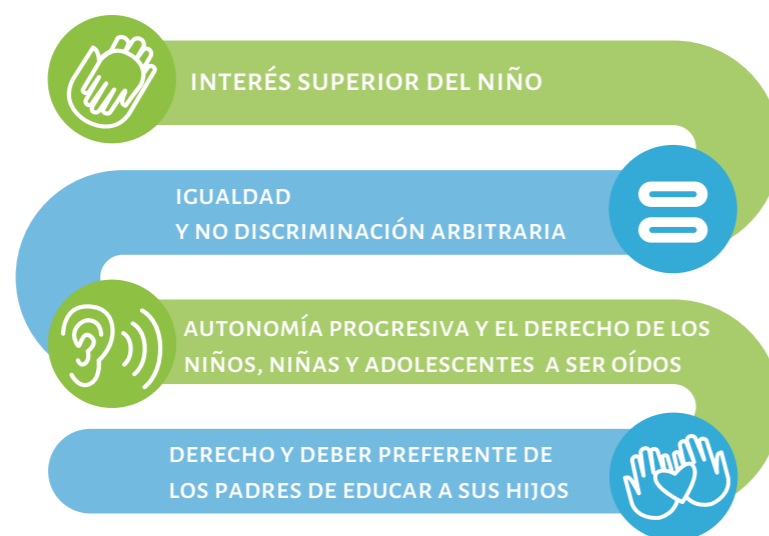 INTERÉS SUPERIOR DEL NIÑO
IGUALDAD
Y NO DISCRIMINACIÓN ARBITRARIA
AUTONOMÍA PROGRESIVA Y EL DERECHO DE LOS
NIÑOS, NIÑAS Y ADOLESCENTES A SER OÍDOS
DERECHO Y DEBER PREFERENTE DE
LOS PADRES DE EDUCAR A SUS HIJOS